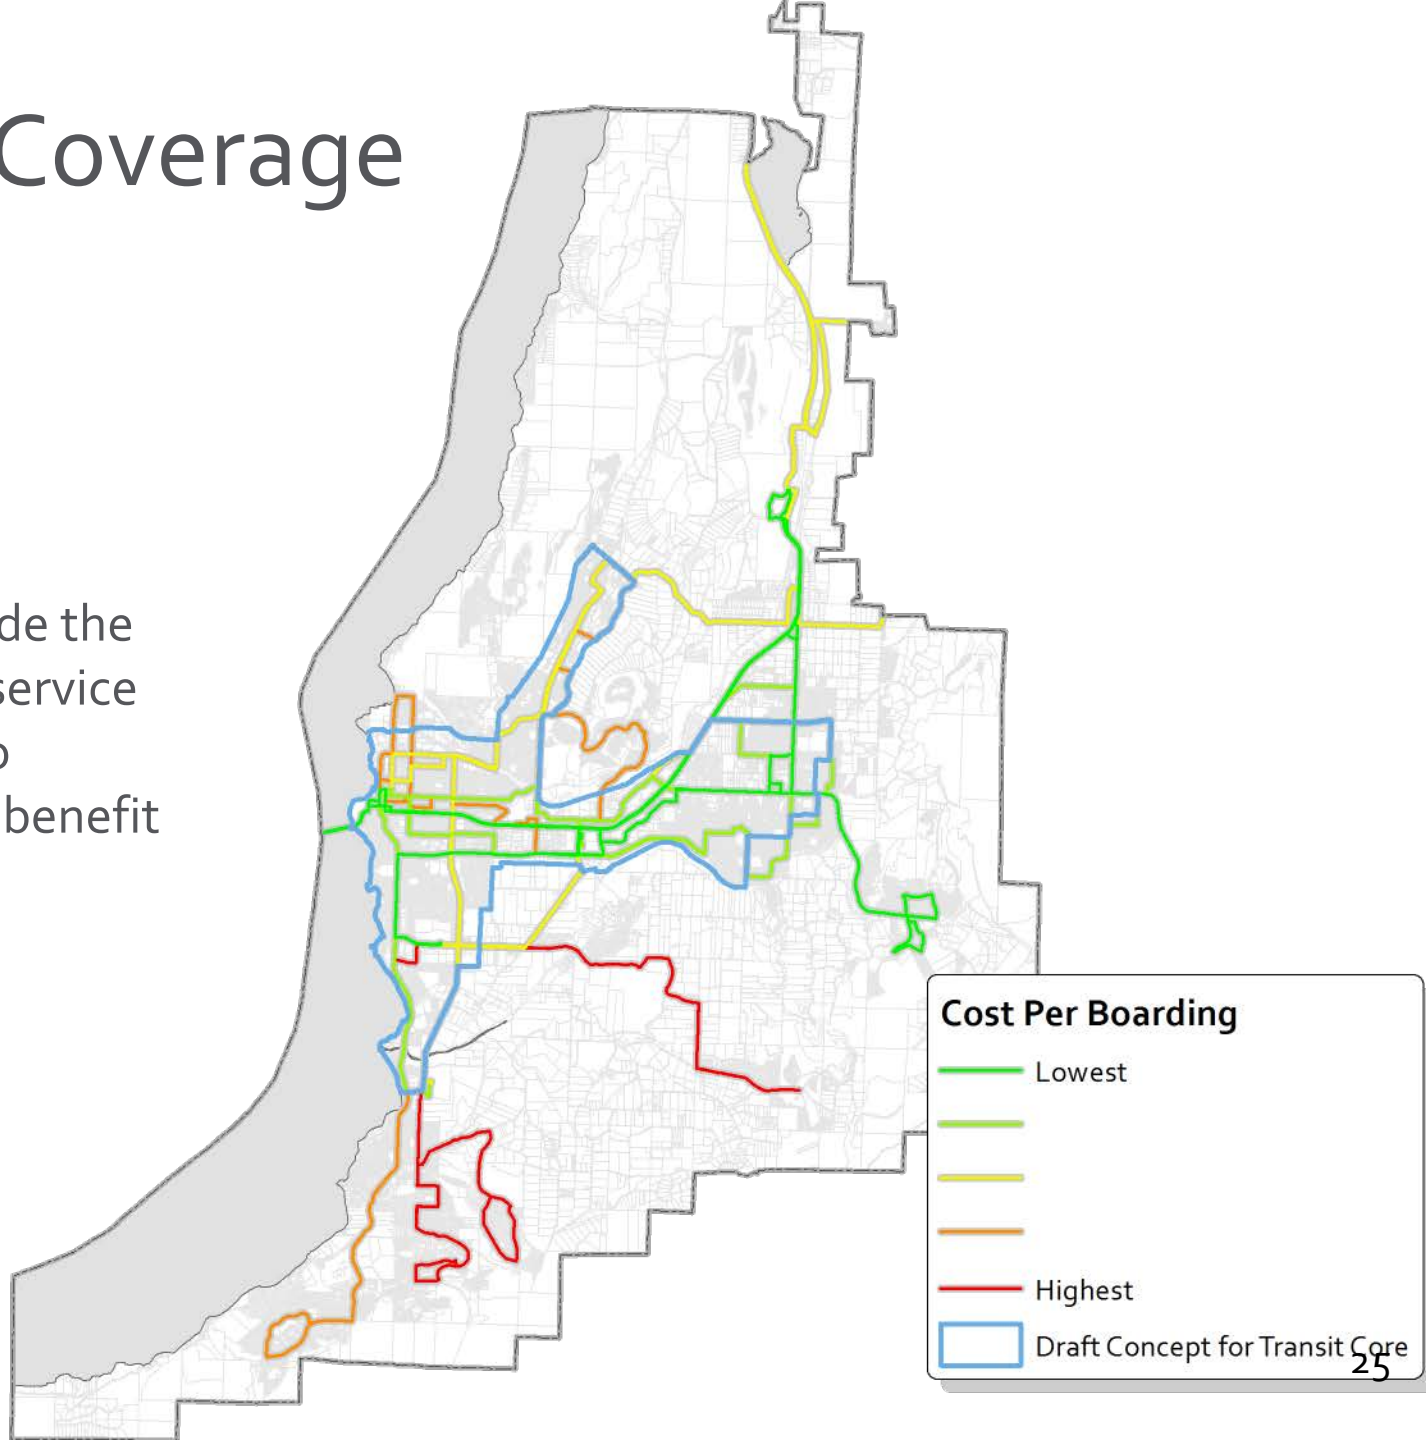 Coverage
de the
service
o
benefit
Cost Per Boarding
Lowest
Highest
Draft Concept for Transit Core
25